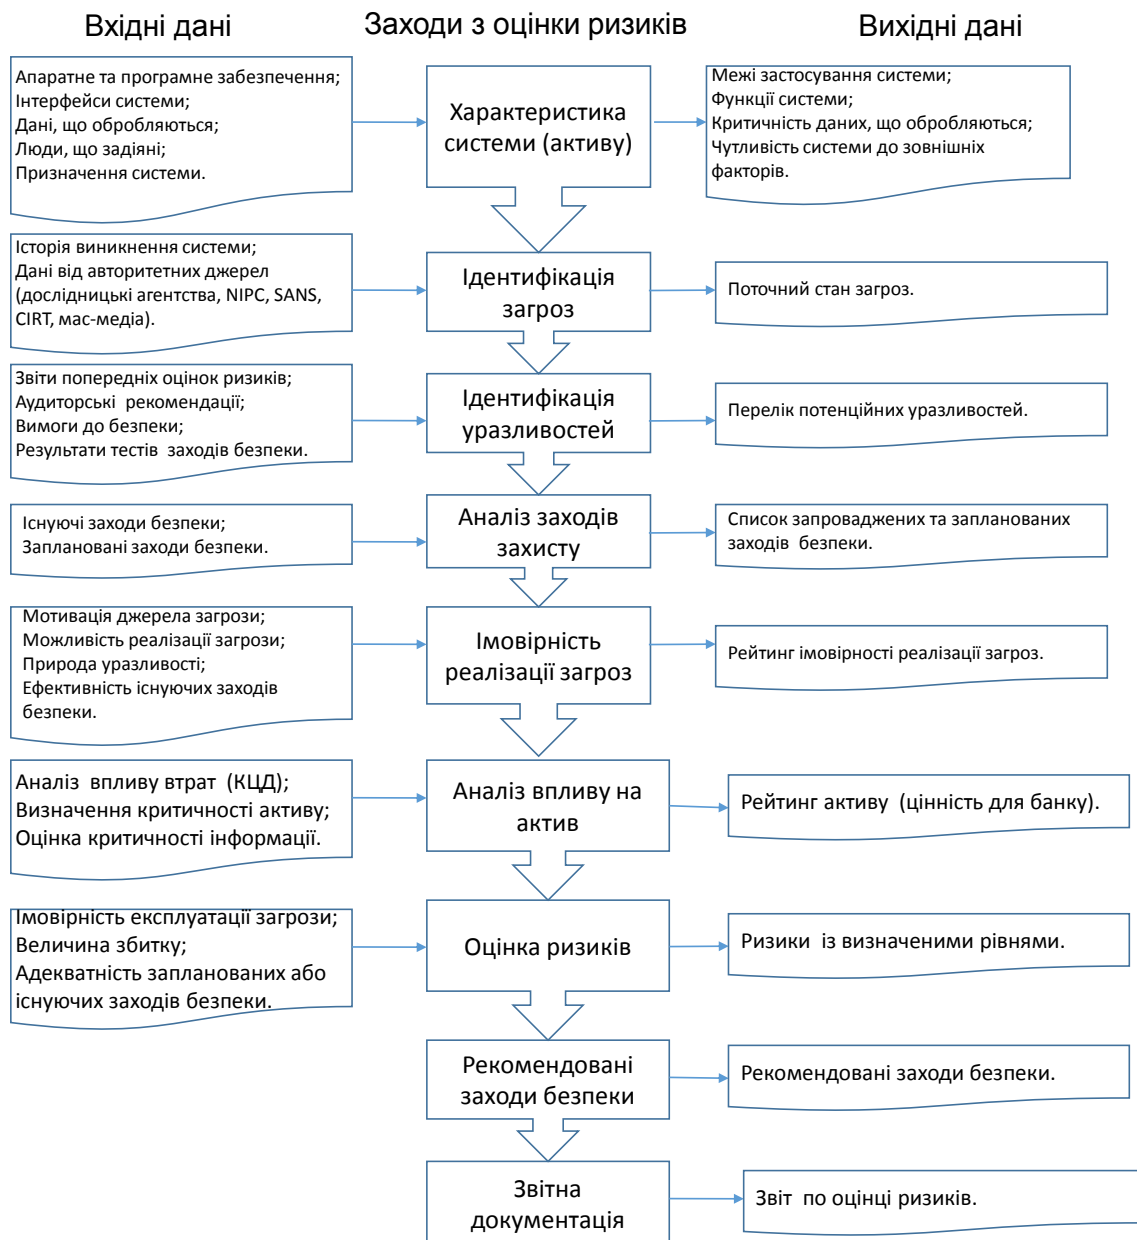 Вхідні дані
Заходи з оцінки ризиків
Вихідні дані
Апаратне та програмне забезпечення;
Інтерфейси системи;
Дані, що обробляються;
Люди, що задіяні;
Призначення системи.
Характеристика
системи (активу)
Межі застосування системи;
Функції системи;
Критичність даних, що обробляються;
Чутливість системи до зовнішніх
факторів.
Історія виникнення системи;
Дані від авторитетних джерел
(дослідницькі агентства, NIPC, SANS,
CIRT, мас-медіа).
Ідентифікація
загроз
Поточний стан загроз.
Звіти попередніх оцінок ризиків;
Аудиторські рекомендації;
Вимоги до безпеки;
Результати тестів заходів безпеки.
Ідентифікація
уразливостей
Перелік потенційних уразливостей.
Існуючі заходи безпеки;
Заплановані заходи безпеки.
Аналіз заходів
захисту
Список запроваджених та запланованих
заходів безпеки.
Мотивація джерела загрози;
Можливість реалізації загрози;
Природа уразливості;
Ефективність існуючих заходів
безпеки.
Імовірність
реалізації загроз
Рейтинг імовірності реалізації загроз.
Аналіз впливу втрат (КЦД);
Визначення критичності активу;
Оцінка критичності інформації.
Аналіз впливу на
актив
Рейтинг активу (цінність для банку).
Імовірність експлуатації загрози;
Величина збитку;
Адекватність запланованих або
існуючих заходів безпеки.
Оцінка ризиків
Ризики із визначеними рівнями.
Рекомендовані
заходи безпеки
Рекомендовані заходи безпеки.
Звітна
документація
Звіт по оцінці ризиків.